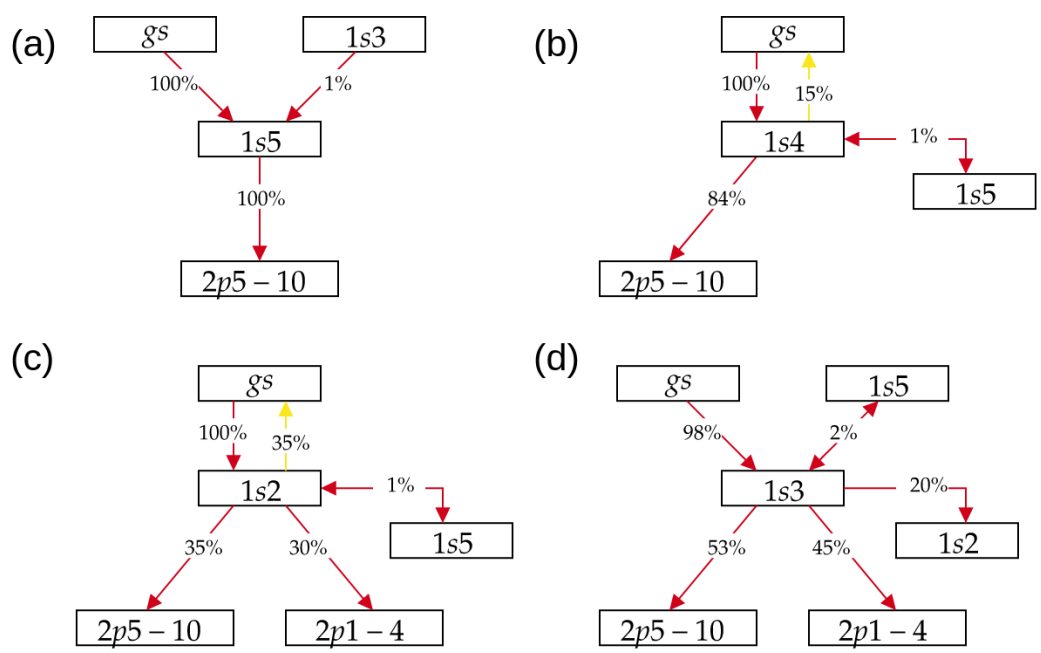 (a)
gs
1s3
100%
1%
1s5
100%
2p5 – 10
(b)
gs
100%
15%
1s4
1%
1s5
84%
2p5 – 10
(c)
gs
100%
35%
1s2
1%
1s5
35%
30%
2p5 – 10
2p1 – 4
(d)
gs
1s5
98%
2%
1s3
20%
1s2
53%
45%
2p5 – 10
2p1 – 4